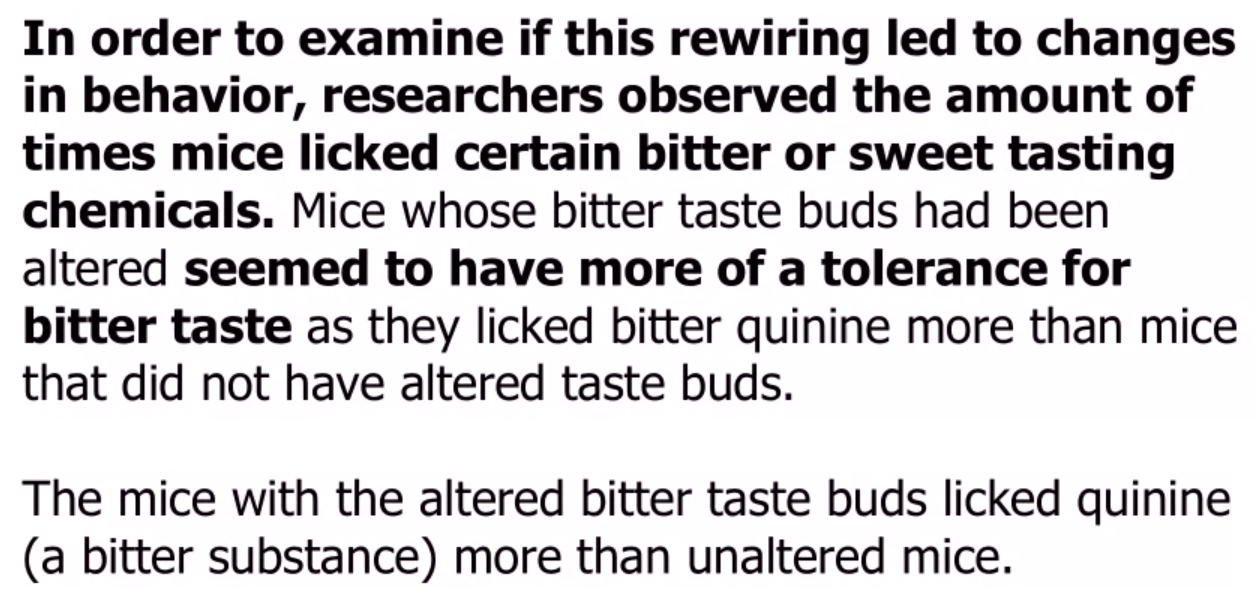 In order to examine if this rewiring led to changes
in behavior, researchers observed the amount of
times mice licked certain bitter or sweet tasting
chemicals. Mice whose bitter taste buds had been
altered seemed to have more of a tolerance for
bitter taste as they licked bitter quinine more than mice
that did not have altered taste buds.
The mice with the altered bitter taste buds licked quinine
(a bitter substance) more than unaltered mice.